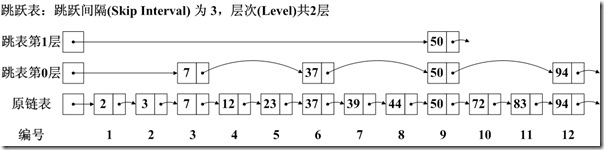 跳跃表：跳跃间隔(Skip Interval) 为 3，层次(Level)共2层
跳表第1层 50
跳表第0层 7 37 50 94
原链表 2 3 7 12 23 37 39 44 50 72 83 94
编号 1 2 3 4 5 6 7 8 9 10 11 12